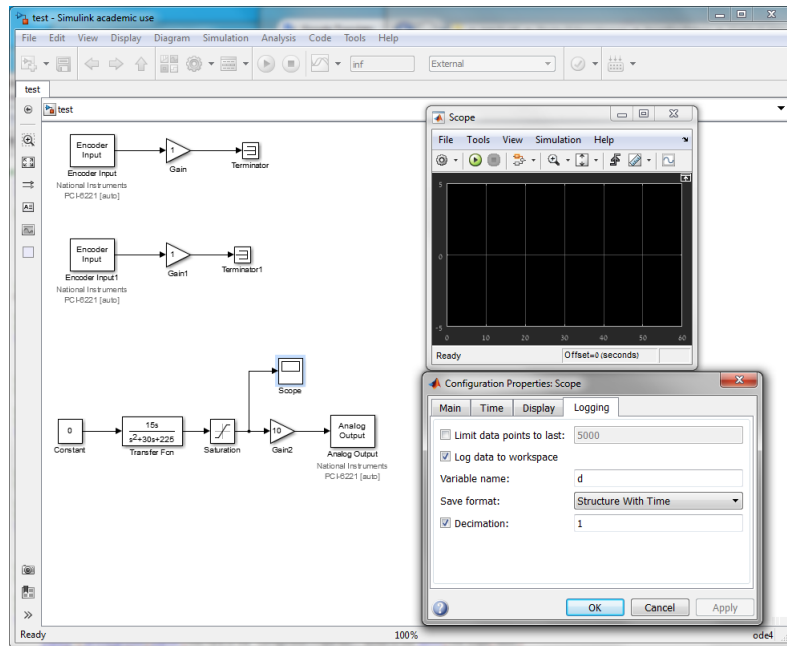 test - Simulink academic use
File Edit View Display Diagram Simulation Analysis Code Tools Help
inf
External
test
test
Encoder
Input
Encoder Input
National Instruments
PCI-6221 [auto]
1
Gain
Terminator
Encoder
Input
Encoder Input1
National Instruments
PCI-6221 [auto]
1
Gain1
Terminator1
Scope
0
Constant
15s
s²+30s+225
Transfer Fcn
Saturation
10
Gain2
Analog
Output
Analog Output
National Instruments
PCI-6221 [auto]
Scope
File Tools View Simulation Help
5
0
-5
0 10 20 30 40 50 60
Ready
Offset=0 (seconds)
Configuration Properties: Scope
Main Time Display Logging
Limit data points to last: 5000
Log data to workspace
Variable name: d
Save format: Structure With Time
Decimation: 1
OK Cancel Apply
Ready
100%
ode4